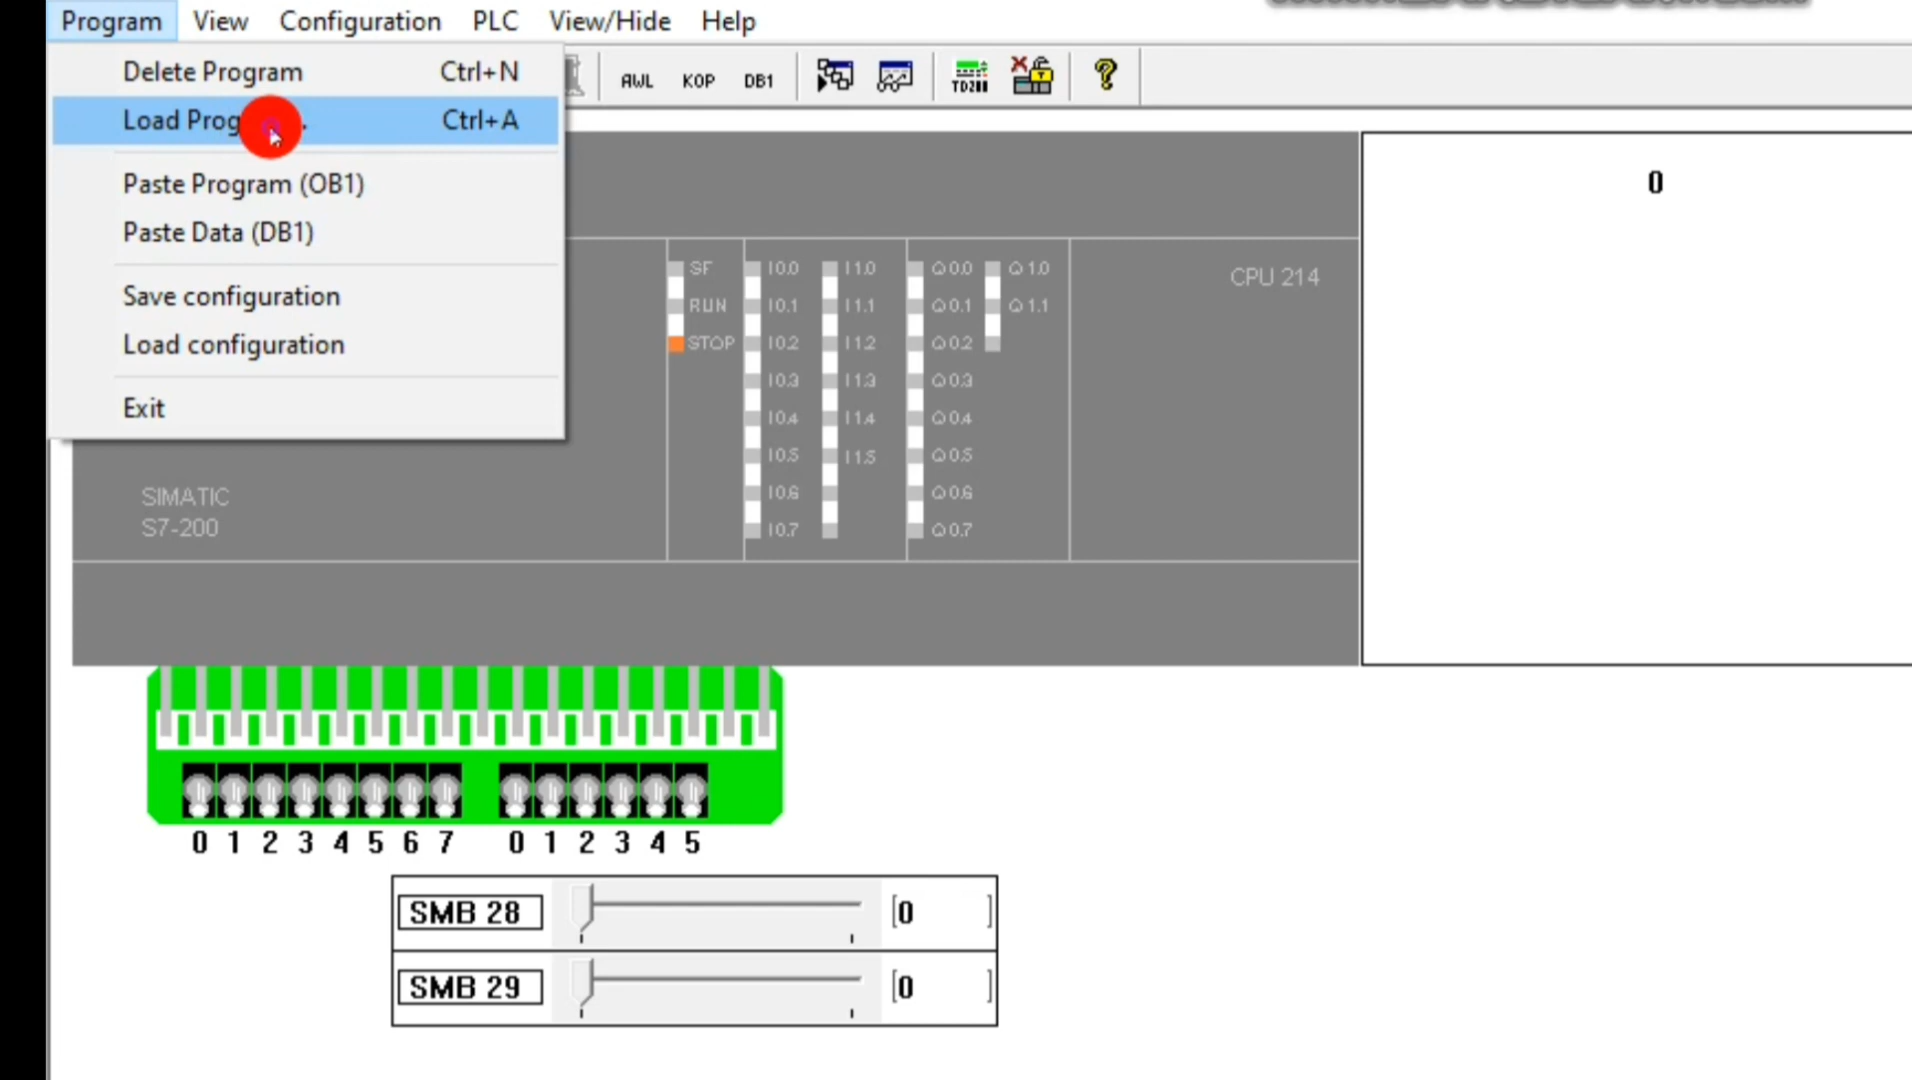 Program View Configuration PLC View/Hide Help
Delete Program Ctrl+N
Load Prog . Ctrl+A
Paste Program (OB1)
Paste Data (DB1)
Save configuration
Load configuration
Exit
AWL KOP DB1 TD200 ?
0
SF I0.0 I1.0 Q0.0 Q1.0
RUN I0.1 I1.1 Q0.1 Q1.1
STOP I0.2 I1.2 Q0.2
I0.3 I1.3 Q0.3
I0.4 I1.4 Q0.4
I0.5 I1.5 Q0.5
I0.6 Q0.6
I0.7 Q0.7
CPU 214
SIMATIC
S7-200
0 1 2 3 4 5 6 7 0 1 2 3 4 5
SMB 28 [0 ]
SMB 29 [0 ]